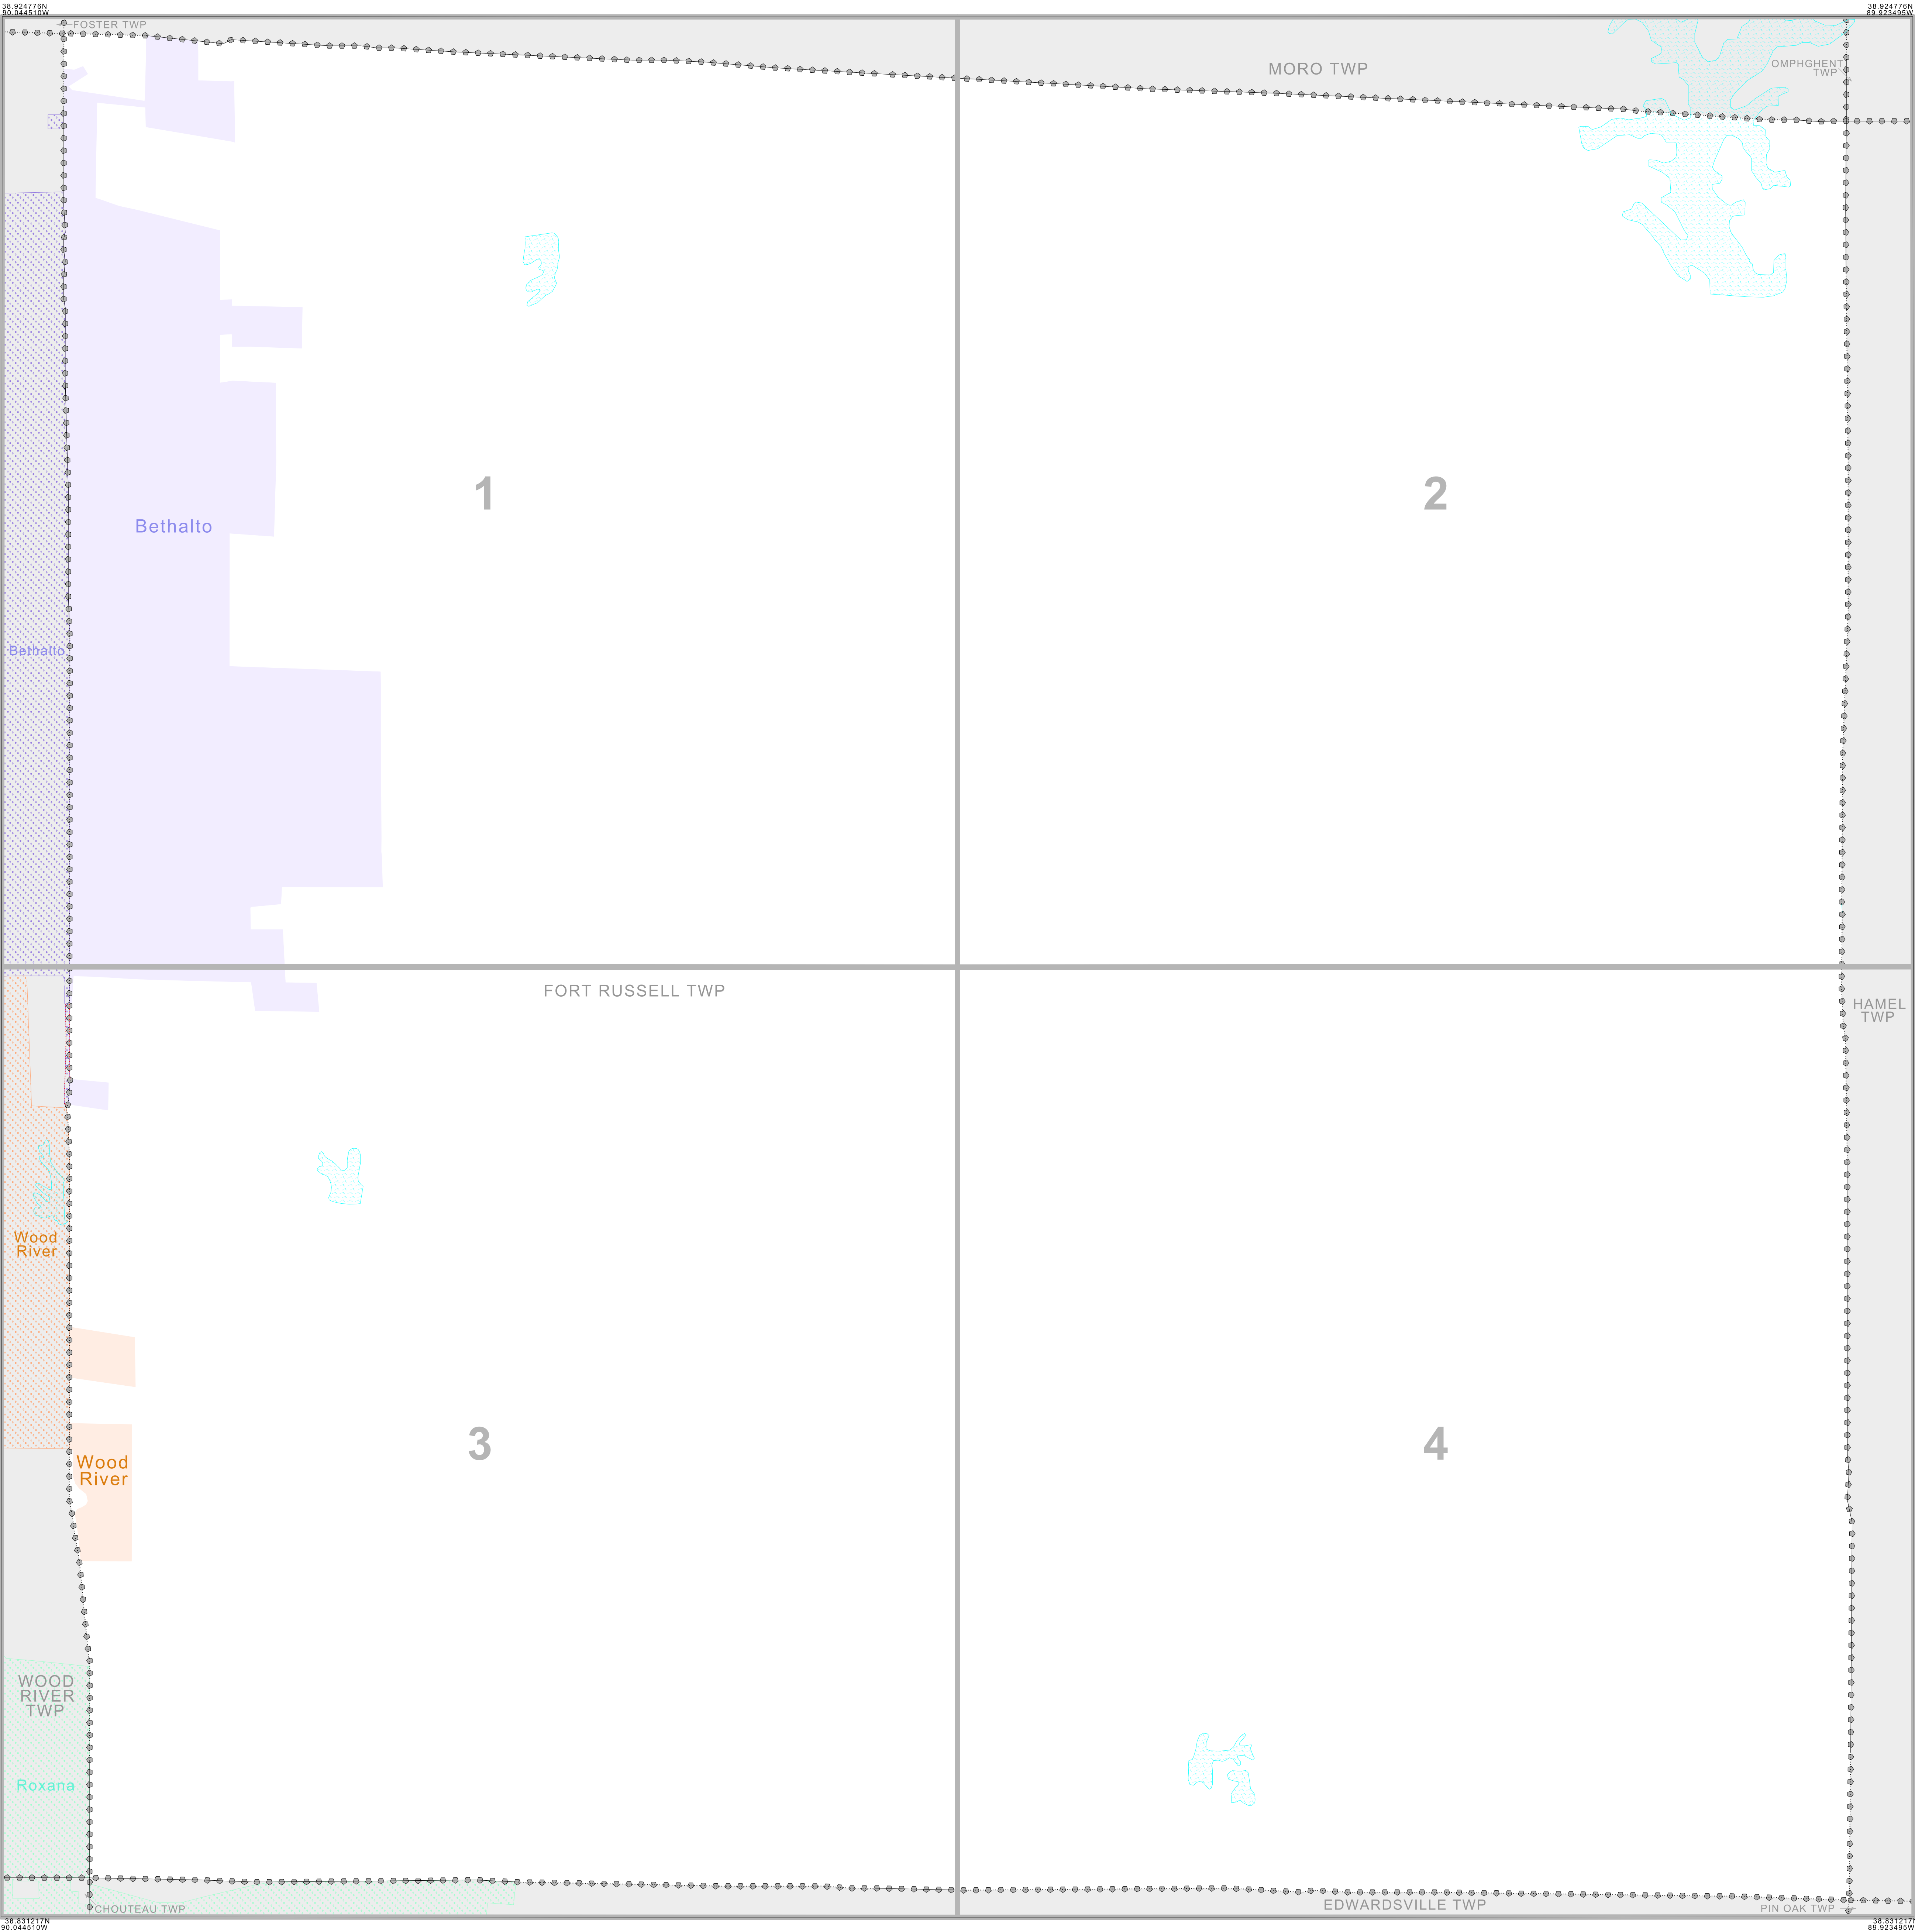 38.924776N
90.044510W
38.924776N
89.923495W
FOSTER TWP
MORO TWP
OMPHGHENT
TWP
1
2
Bethalto
Bethalto
FORT RUSSELL TWP
HAMEL
TWP
Wood
River
3
4
Wood
River
WOOD
RIVER
TWP
Roxana
CHOUTEAU TWP
EDWARDSVILLE TWP
PIN OAK TWP
38.831217N
90.044510W
38.831217N
89.923495W